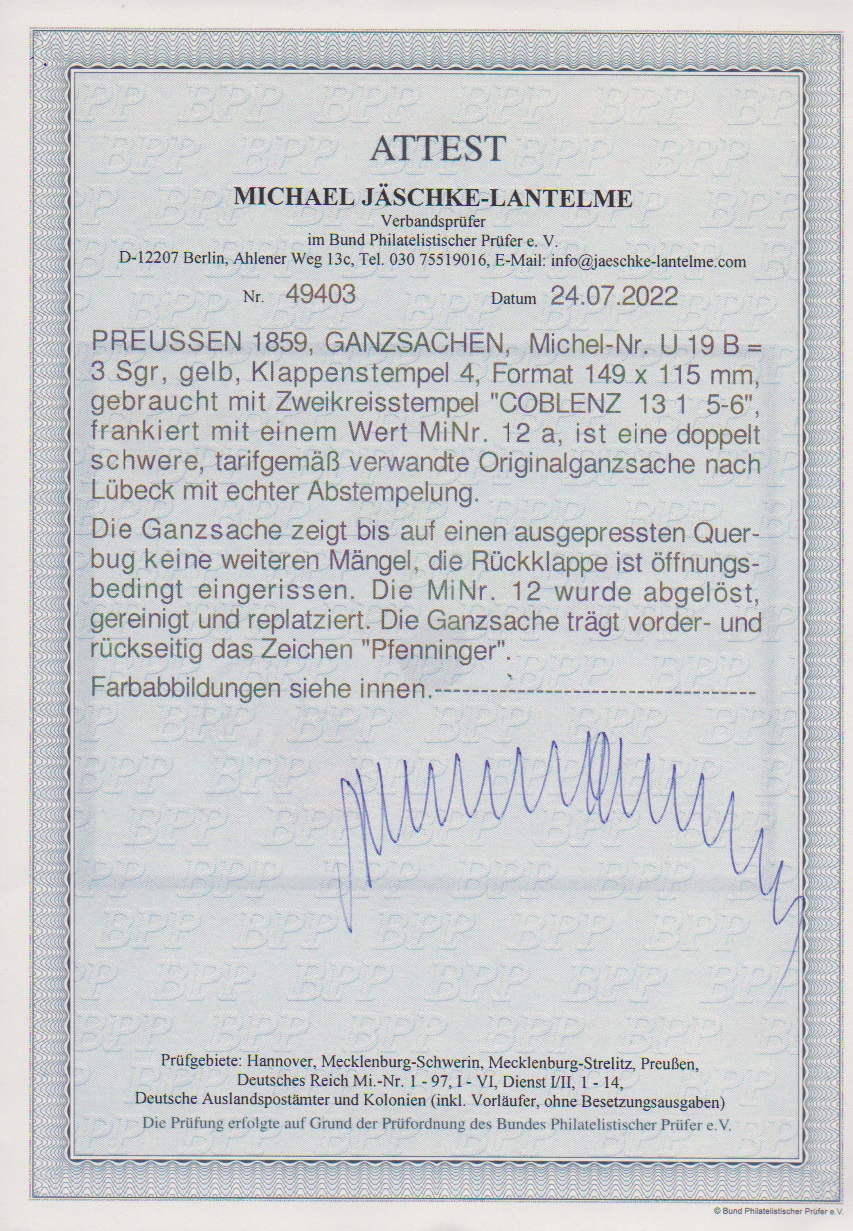 ATTEST
MICHAEL JÄSCHKE-LANTELME
Verbandsprüfer
im Bund Philatelistischer Prüfer e. V.
D-12207 Berlin, Ahlener Weg 13c, Tel. 030 75519016, E-Mail: info@jaeschke-lantelme.com
Nr. 49403 Datum 24.07.2022
PREUSSEN 1859, GANZSACHEN, Michel-Nr. U 19 B =
3 Sgr, gelb, Klappenstempel 4, Format 149 x 115 mm,
gebraucht mit Zweikreisstempel "COBLENZ 13 1 5-6",
frankiert mit einem Wert MiNr. 12 a, ist eine doppelt
schwere, tarifgemäß verwandte Originalganzsache nach
Lübeck mit echter Abstempelung.
Die Ganzsache zeigt bis auf einen ausgepressten Quer-
bug keine weiteren Mängel, die Rückklappe ist öffnungs-
bedingt eingerissen. Die MiNr. 12 wurde abgelöst,
gereinigt und replatziert. Die Ganzsache trägt vorder- und
rückseitig das Zeichen "Pfenninger".
Farbabbildungen siehe innen.-----------------------------------
Prüfgebiete: Hannover, Mecklenburg-Schwerin, Mecklenburg-Strelitz, Preußen,
Deutsches Reich Mi.-Nr. 1 - 97, I - VI, Dienst I/II, 1 - 14,
Deutsche Auslandspostämter und Kolonien (inkl. Vorläufer, ohne Besetzungsausgaben)
Die Prüfung erfolgte auf Grund der Prüfordnung des Bundes Philatelistischer Prüfer e.V.
© Bund Philatelistischer Prüfer e.V.